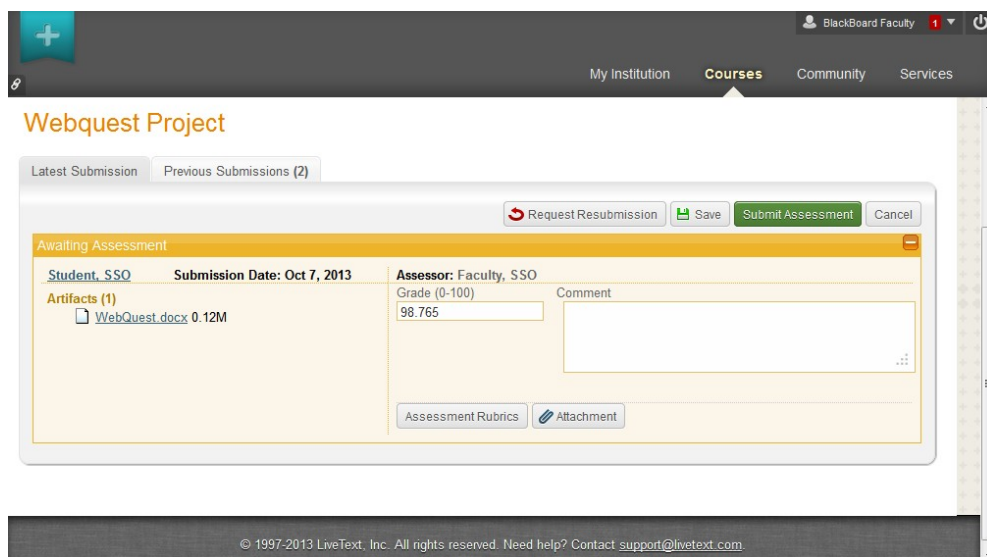 BlackBoard Faculty 1
My Institution Courses Community Services
Webquest Project
Latest Submission Previous Submissions (2)
Request Resubmission Save Submit Assessment Cancel
Awaiting Assessment
Student, SSO Submission Date: Oct 7, 2013 Assessor: Faculty, SSO
Artifacts (1) Grade (0-100) Comment
WebQuest.docx 0.12M 98.765
Assessment Rubrics Attachment
© 1997-2013 LiveText, Inc. All rights reserved. Need help? Contact support@livetext.com.